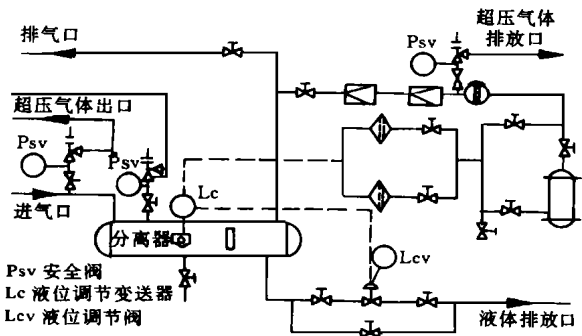 超压气体
排放口
排气口
Psv
超压气体出口
Psv
Psv
Lc
进气口
分离器
Lcv
Psv 安全阀
Lc 液位调节变送器
Lcv 液位调节阀
液体排放口